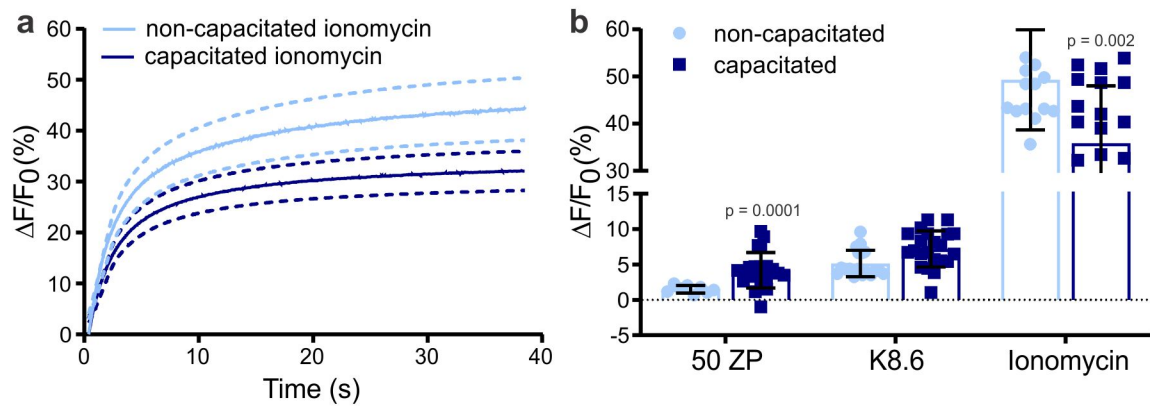 a
non-capacitated ionomycin
capacitated ionomycin
ΔF/F0(%)
60
50
40
30
20
10
0
0 10 20 30 40
Time (s)
b
non-capacitated
capacitated
p = 0.002
ΔF/F0(%)
60
50
40
30
15
10
5
0
-5
p = 0.0001
50 ZP K8.6 Ionomycin